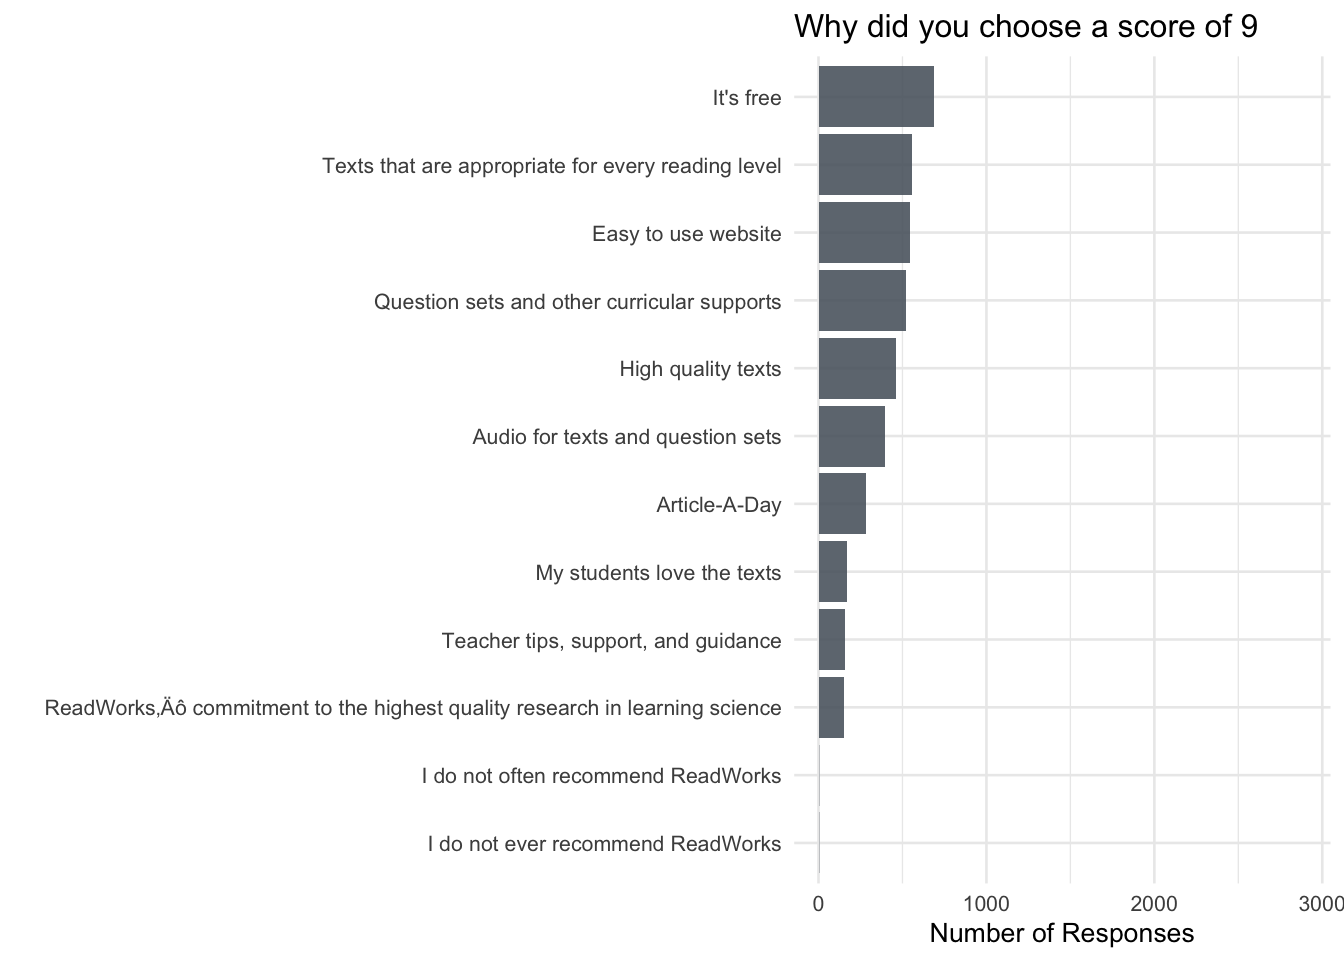 Why did you choose a score of 9
It's free
Texts that are appropriate for every reading level
Easy to use website
Question sets and other curricular supports
High quality texts
Audio for texts and question sets
Article-A-Day
My students love the texts
Teacher tips, support, and guidance
ReadWorks‚Äô commitment to the highest quality research in learning science
I do not often recommend ReadWorks
I do not ever recommend ReadWorks
0 1000 2000 3000
Number of Responses